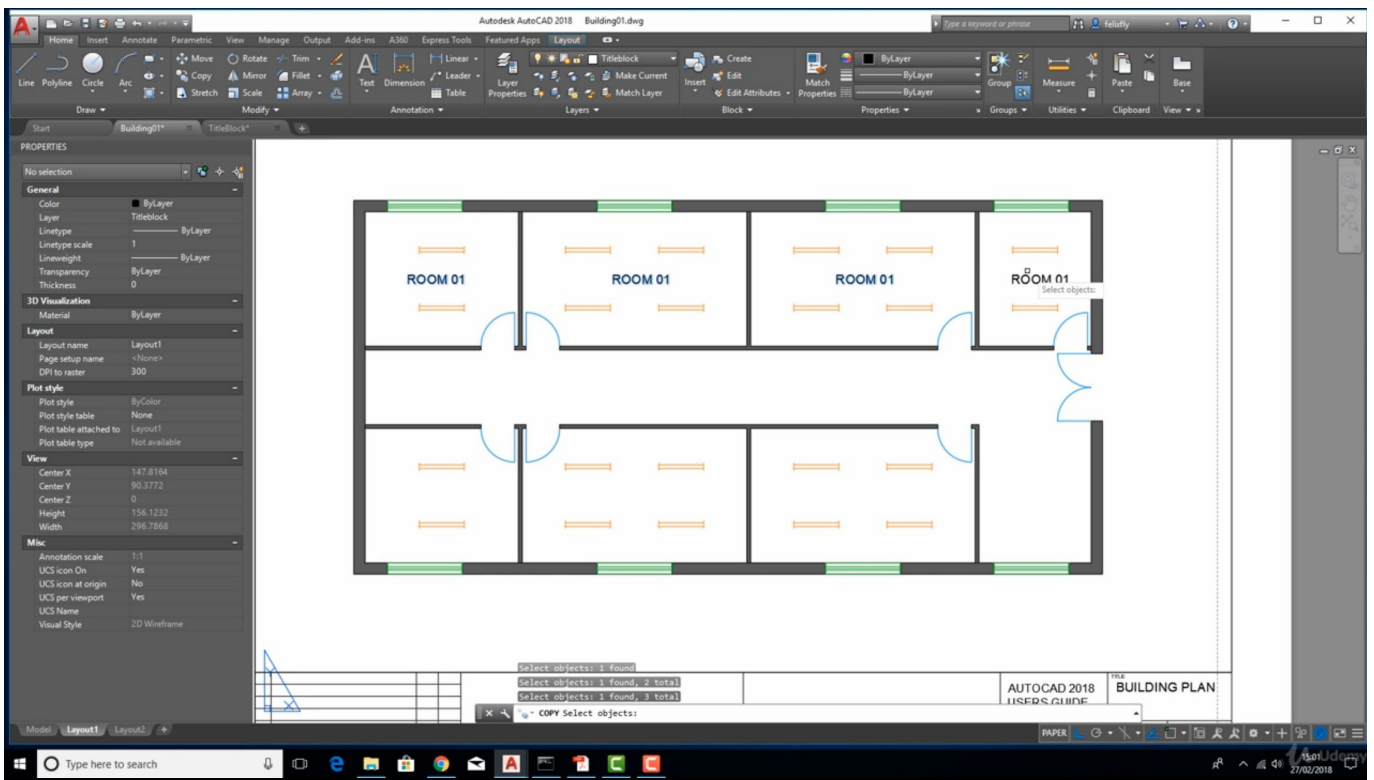 Autodesk AutoCAD 2018 Building01.dwg
Type a keyword or phrase
felafly
Home Insert Annotate Parametric View Manage Output Add-ins A360 Express Tools Featured Apps Layout
Move Rotate Trim Linear Titleblock Create ByLayer
Copy Mirror Fillet Leader Make Current Edit ByLayer
Stretch Scale Array Table Match Layer Edit Attributes ByLayer
Line Polyline Circle Arc Text Dimension Layer Properties Insert Match Properties Group Measure Paste Base
Draw Modify Annotation Layers Block Properties Groups Utilities Clipboard View
Start Building01* TitleBlock*
PROPERTIES
No selection
General
Color ByLayer
Layer Titleblock
Linetype ByLayer
Linetype scale 1
Lineweight ByLayer
Transparency ByLayer
Thickness 0
3D Visualization
Material ByLayer
Layout
Layout name Layout1
Page setup name <None>
DPI to raster 300
Plot style
Plot style ByColor
Plot style table None
Plot table attached to Layout1
Plot table type Not available
View
Center X 147.8164
Center Y 90.3772
Center Z 0
Height 156.1232
Width 296.7868
Misc
Annotation scale 1:1
UCS icon On Yes
UCS icon at origin No
UCS per viewport Yes
UCS Name
Visual Style 2D Wireframe
ROOM 01 ROOM 01 ROOM 01 ROOM 01
Select objects:
Y
X
Select objects: 1 found
Select objects: 1 found, 2 total
Select objects: 1 found, 3 total
COPY Select objects:
AUTOCAD 2018
USERS GUIDE
TITLE
BUILDING PLAN
Model Layout1 Layout2 +
PAPER
Type here to search
15:01
27/02/2018
Udemy